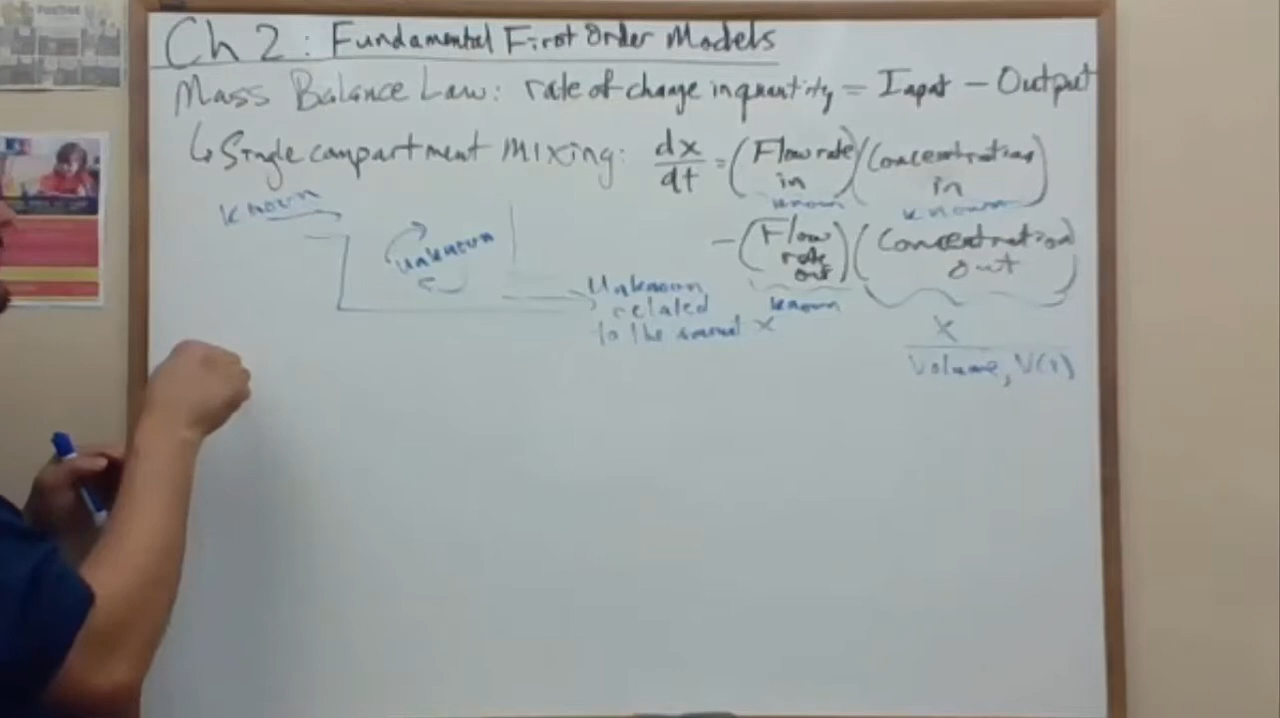 Ch 2: Fundamental First Order Models
Mass Balance Law: rate of change in quantity = Input - Output
↳ Single compartment mixing: dx/dt = (Flow rate in)(Concentration in)
known known
- (Flow rate out)(Concentration out)
known
x / Volume, V(t)
known
unknown
Unknown
related
to the x